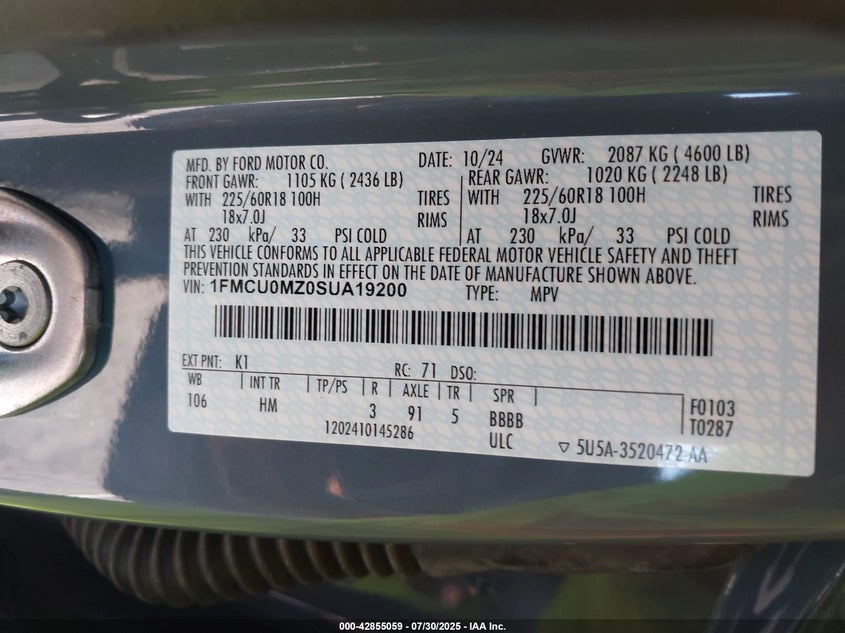 MFD. BY FORD MOTOR CO. DATE: 10/24 GVWR: 2087 KG ( 4600 LB)
FRONT GAWR: 1105 KG ( 2436 LB) REAR GAWR: 1020 KG ( 2248 LB)
WITH 225/60R18 100H TIRES WITH 225/60R18 100H TIRES
18x7.0J RIMS 18x7.0J RIMS
AT 230 kPa/ 33 PSI COLD AT 230 kPa/ 33 PSI COLD
THIS VEHICLE CONFORMS TO ALL APPLICABLE FEDERAL MOTOR VEHICLE SAFETY AND THEFT
PREVENTION STANDARDS IN EFFECT ON THE DATE OF MANUFACTURE SHOWN ABOVE.
VIN: 1FMCU0MZ0SUA19200 TYPE: MPV
EXT PNT: K1 RC: 71 DSO:
WB INT TR TP/PS R AXLE TR SPR
106 HM 3 91 5 BBBB F0103
1202410145286 ULC T0287
▽ 5U5A-3520472-AA
000-42855059 - 07/30/2025 - IAA Inc.